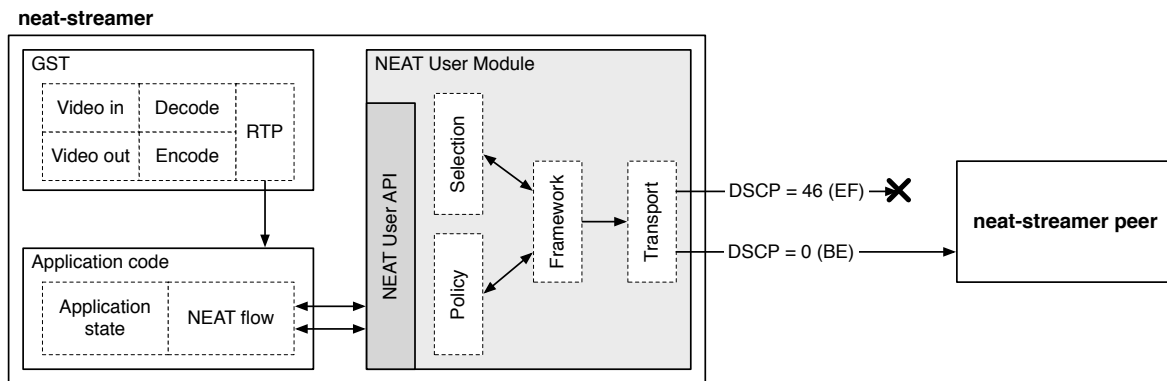 neat-streamer
GST
Video in
Decode
RTP
Video out
Encode
Application code
Application
state
NEAT flow
NEAT User Module
NEAT User API
Selection
Policy
Framework
Transport
DSCP = 46 (EF)
DSCP = 0 (BE)
neat-streamer peer